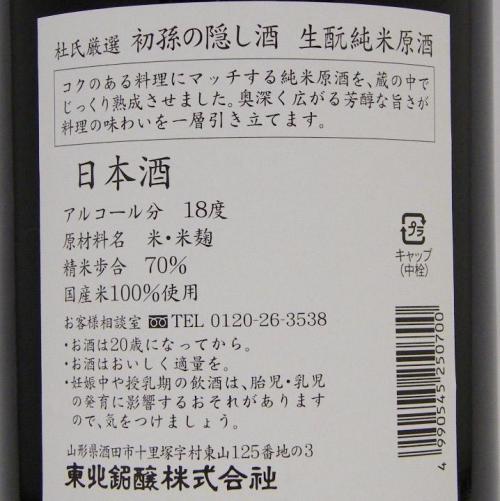 杜氏厳選 初孫の隠し酒 生酛純米原酒
コクのある料理にマッチする純米原酒を、蔵の中で
じっくり熟成させました。奥深く広がる芳醇な旨さが
料理の味わいを一層引き立てます。
日本酒
アルコール分 18度
原材料名 米・米麹
精米歩合 70%
国産米100%使用
お客様相談室 TEL 0120-26-3538
・お酒は20歳になってから。
・お酒はおいしく適量を。
・妊娠中や授乳期の飲酒は、胎児・乳児
の発育に影響するおそれがあります
ので、気をつけましょう。
山形県酒田市十里塚字村東山125番地の3
東北銘醸株式会社
プラ
キャップ
(中栓)
4 990545 250700